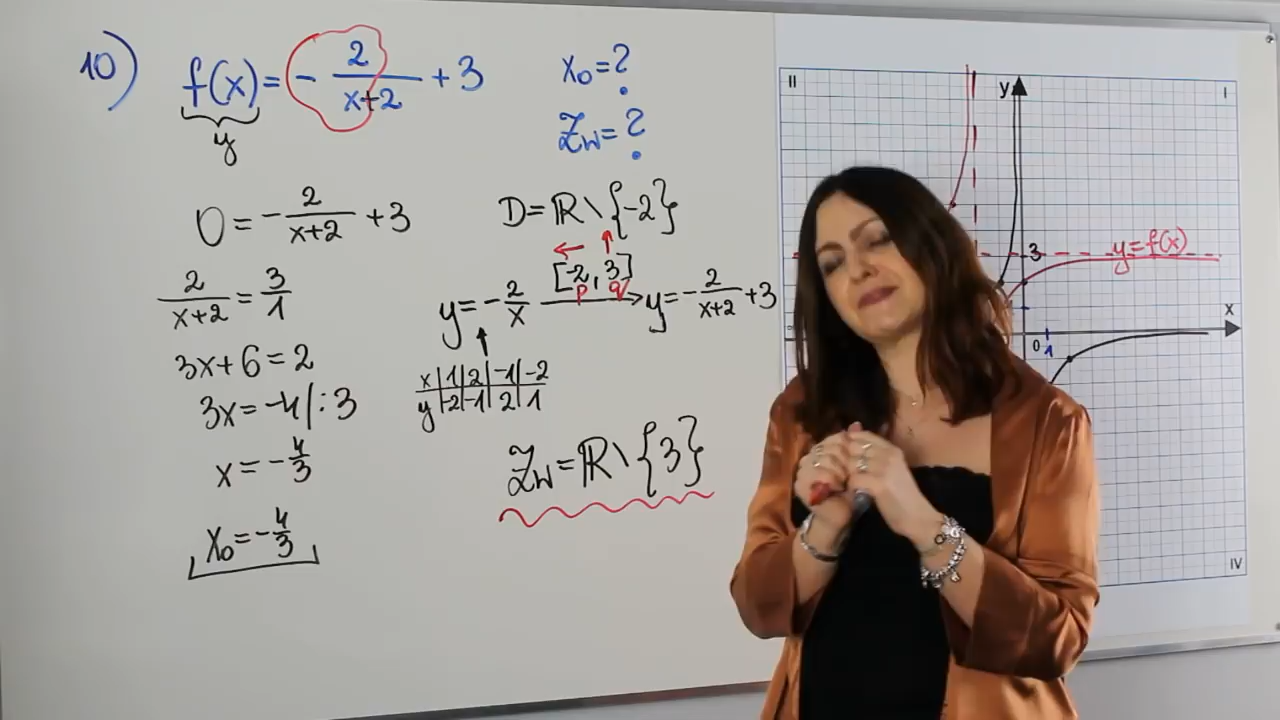 10) f(x) = - 2/(x+2) + 3
y
x₀ = ?
Zw = ?
0 = - 2/(x+2) + 3
2/(x+2) = 3/1
3x + 6 = 2
3x = -4 | : 3
x = - 4/3
x₀ = - 4/3
D = ℝ \ {-2}
[-2, 3]
p q
y = - 2/x → y = - 2/(x+2) + 3
x | 1 | 2 | -1 | -2
y | -2 | -1 | 2 | 1
Zw = ℝ \ {3}
II
y
I
3
y = f(x)
x
0
1
IV